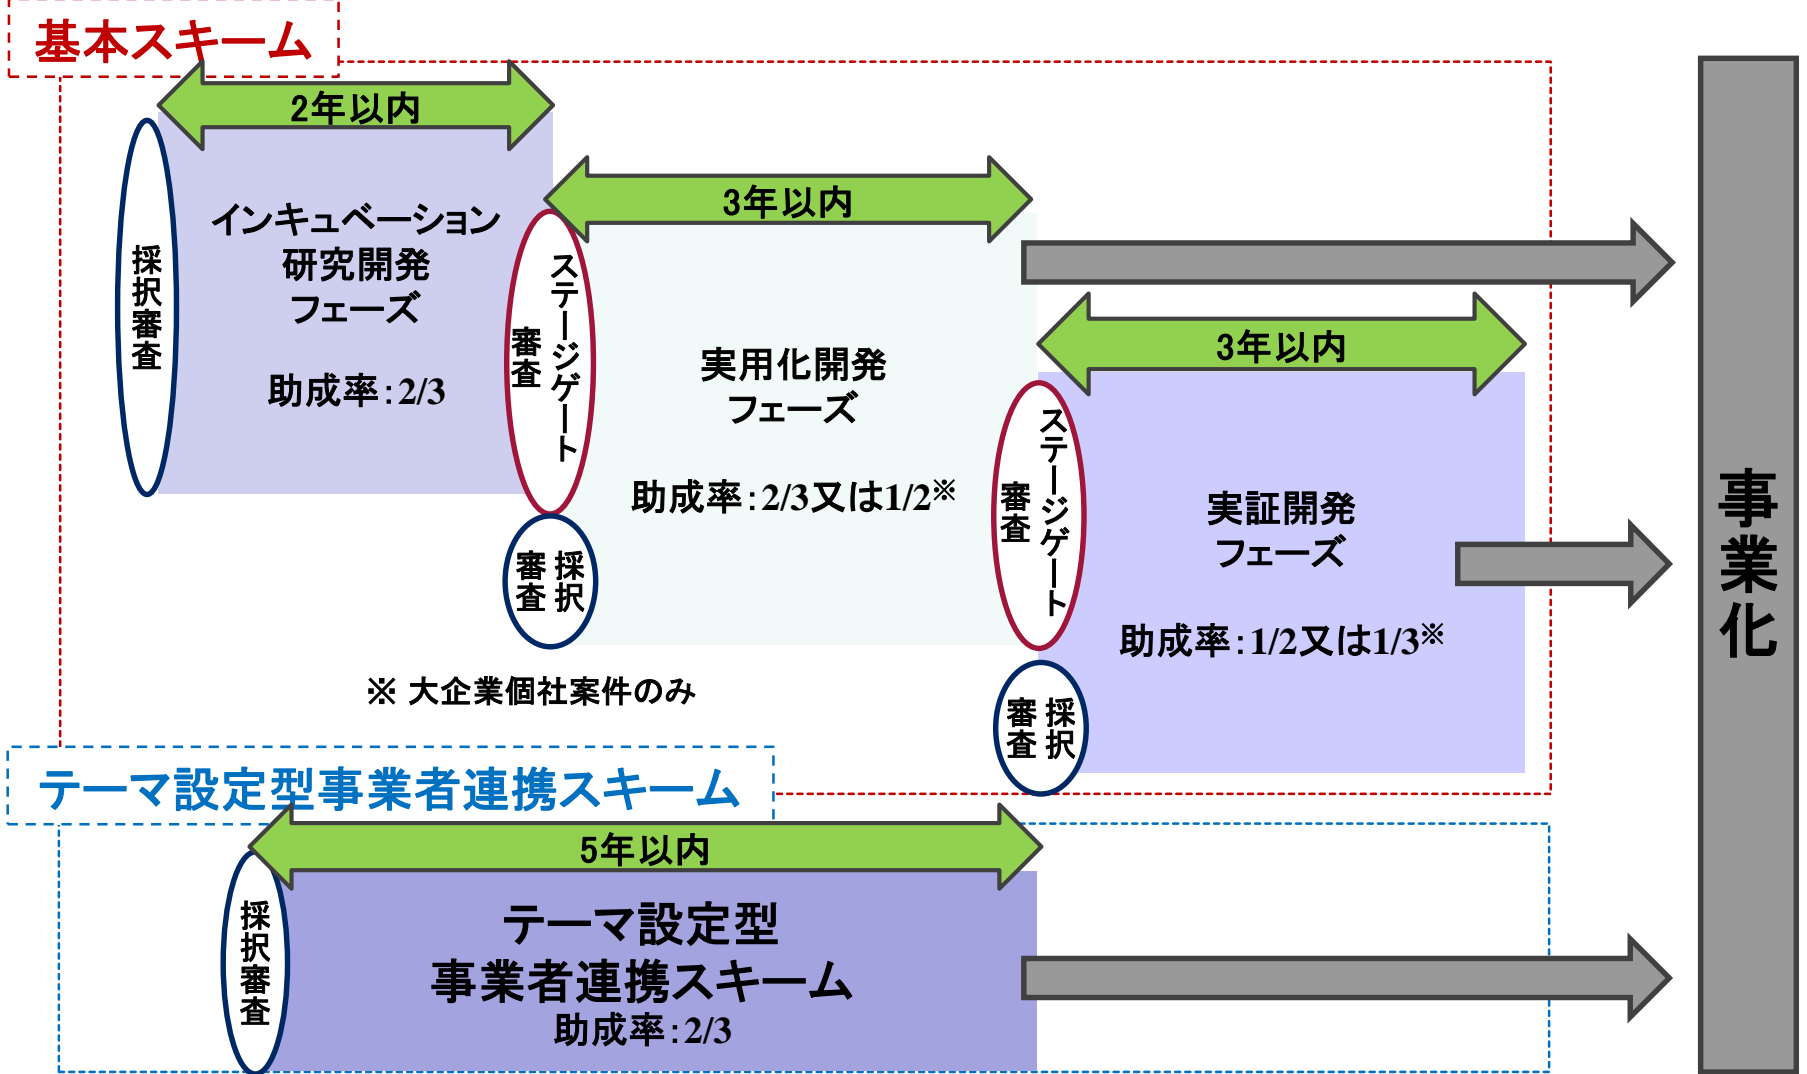 基本スキーム
2年以内
採択審査
インキュベーション
研究開発
フェーズ
助成率：2/3
3年以内
ステージゲート
審査
採択
審査
実用化開発
フェーズ
助成率：2/3又は1/2※
3年以内
ステージゲート
審査
採択
審査
実証開発
フェーズ
助成率：1/2又は1/3※
※ 大企業個社案件のみ
テーマ設定型事業者連携スキーム
5年以内
採択審査
テーマ設定型
事業者連携スキーム
助成率：2/3
事業化